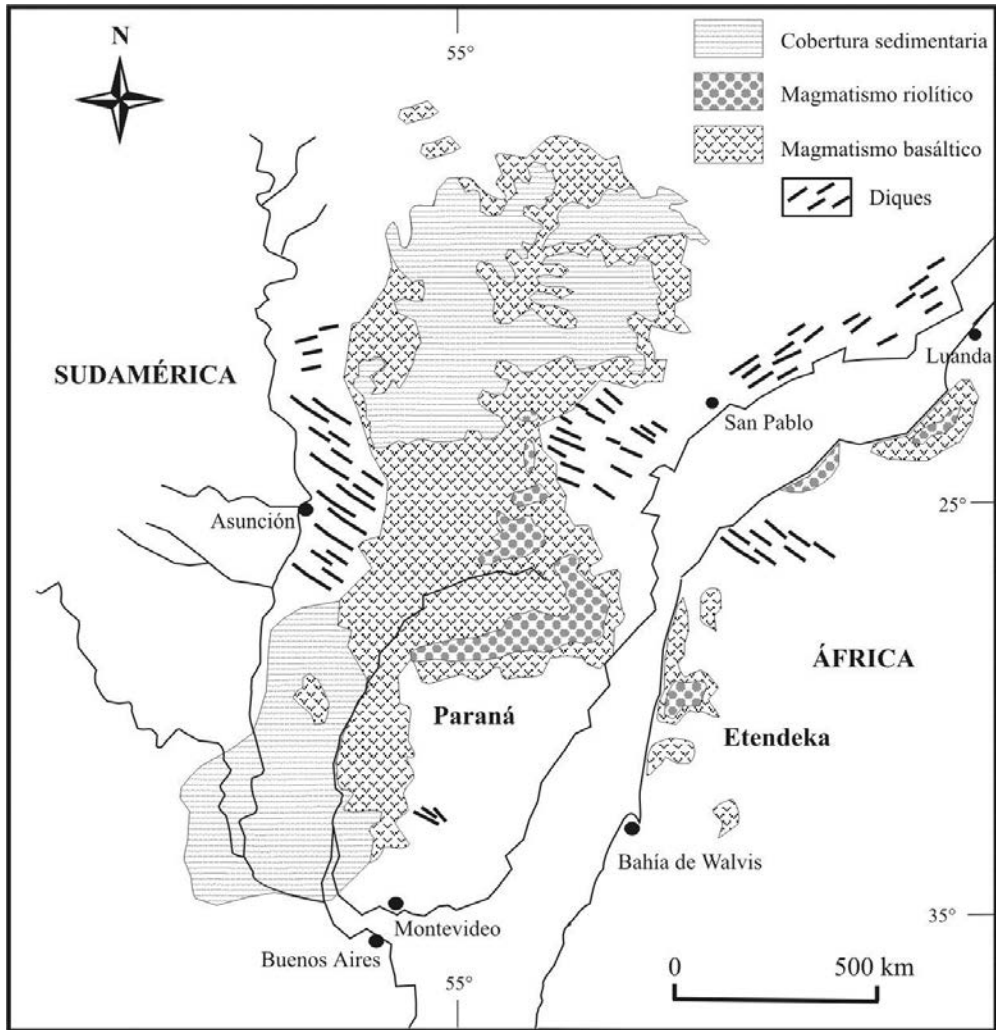 N
55°
Cobertura sedimentaria
Magmatismo riolítico
Magmatismo basáltico
Diques
SUDAMÉRICA
Luanda
San Pablo
25°
Asunción
ÁFRICA
Paraná
Etendeka
Bahía de Walvis
35°
Montevideo
Buenos Aires
55°
0 500 km